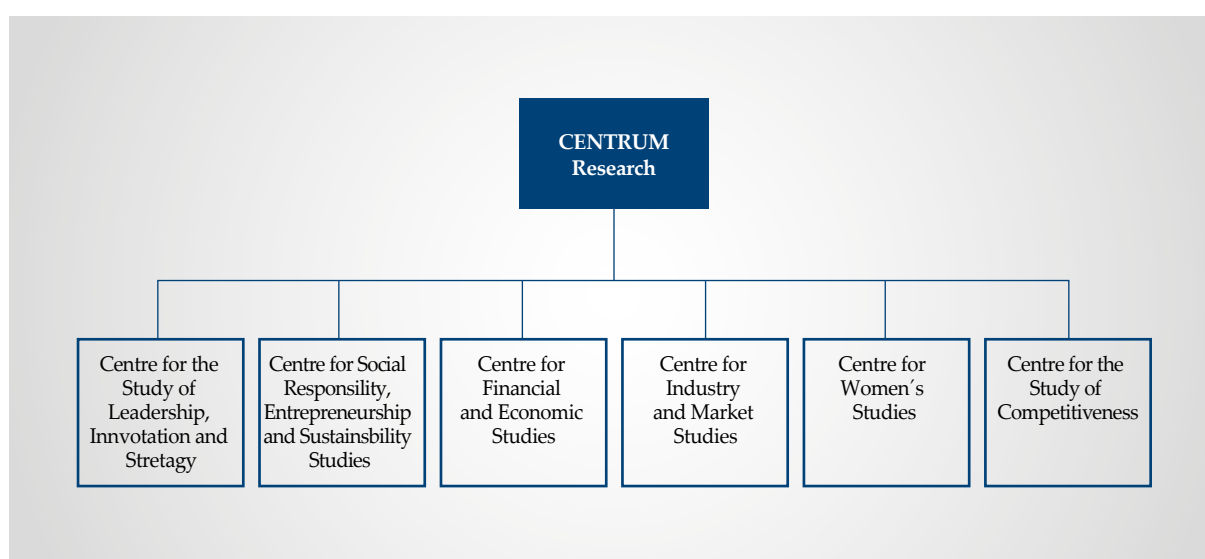 CENTRUM
Research
Centre for the
Study of
Leadership,
Innvotation and
Stretagy
Centre for Social
Responsility,
Entrepreneurship
and Sustainsbility
Studies
Centre for
Financial
and Economic
Studies
Centre for
Industry
and Market
Studies
Centre for
Women´s
Studies
Centre for the
Study of
Competitiveness